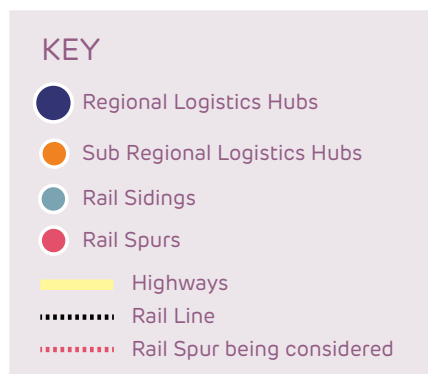 KEY
Regional Logistics Hubs
Sub Regional Logistics Hubs
Rail Sidings
Rail Spurs
Highways
Rail Line
Rail Spur being considered